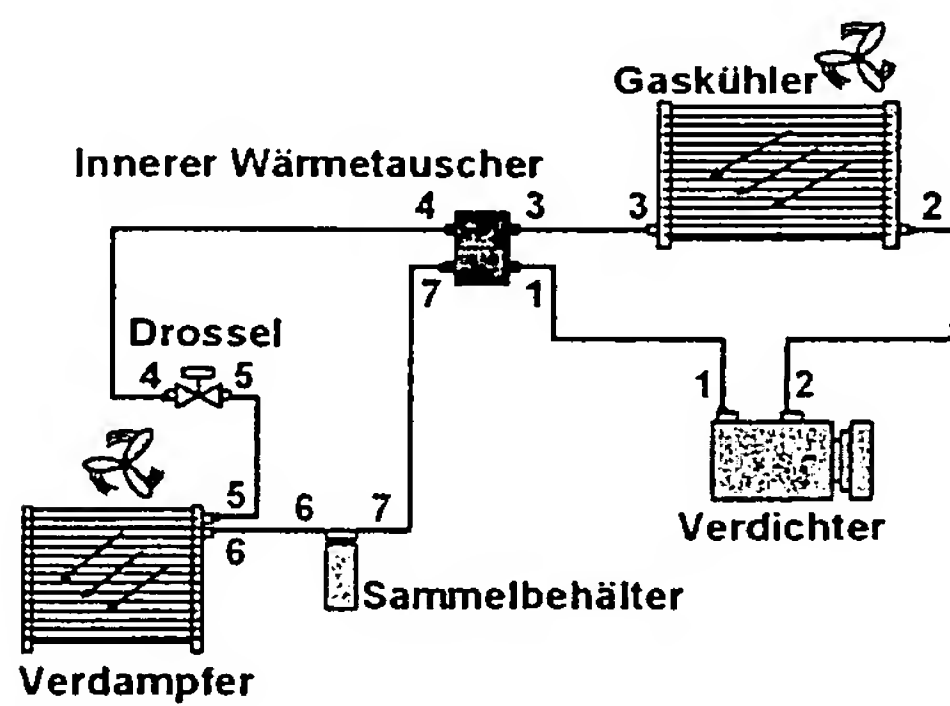 Gaskühler
Innerer Wärmetauscher
4 3 3 2
7 1
Drossel
4 5
1 2
5
6 7
6
Verdichter
Sammelbehälter
Verdampfer